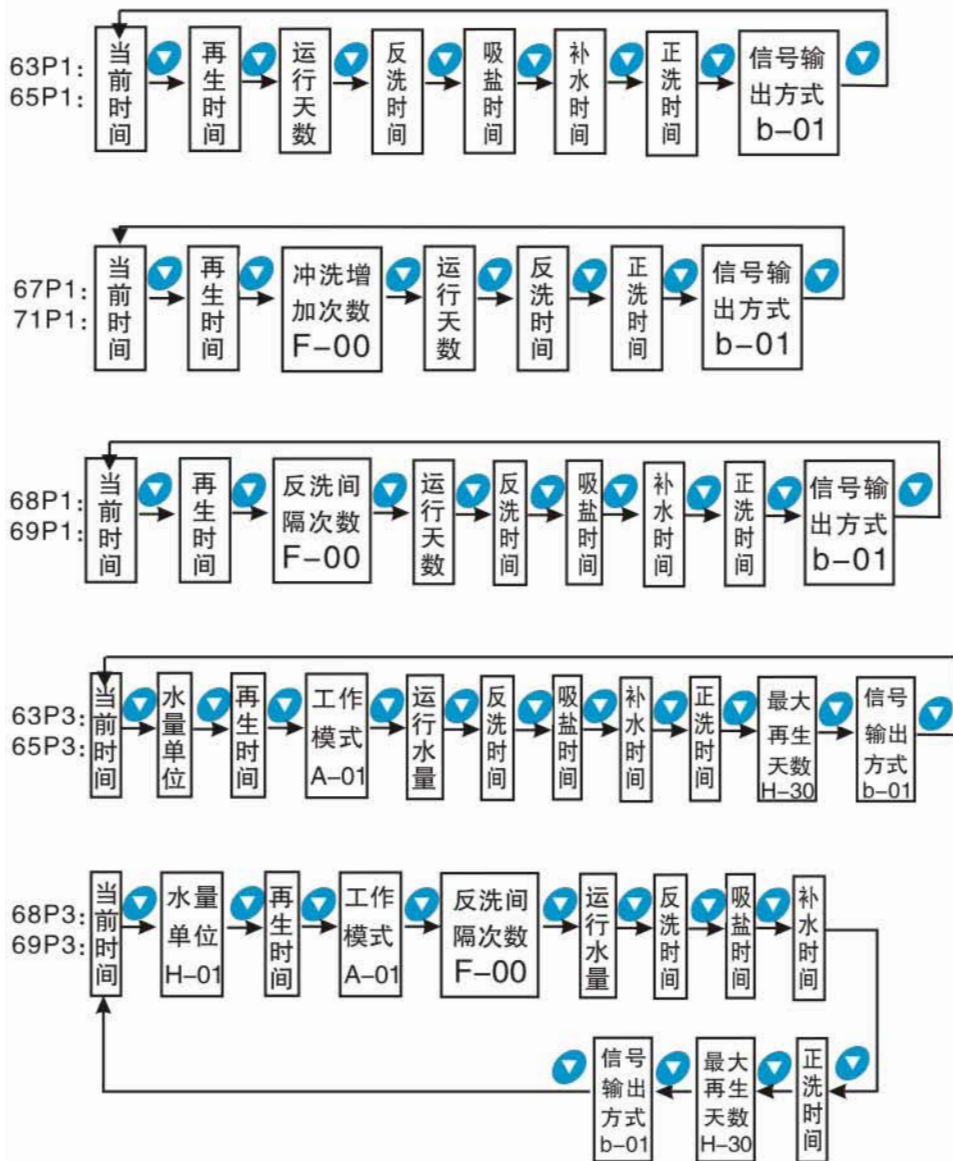 63P1:
65P1:
当前时间
再生时间
运行天数
反洗时间
吸盐时间
补水时间
正洗时间
信号输
出方式
b-01
67P1:
71P1:
当前时间
再生时间
冲洗增
加次数
F-00
运行天数
反洗时间
正洗时间
信号输
出方式
b-01
68P1:
69P1:
当前时间
再生时间
反洗间
隔次数
F-00
运行天数
反洗时间
吸盐时间
补水时间
正洗时间
信号输
出方式
b-01
63P3:
65P3:
当前时间
水量单位
再生时间
工作
模式
A-01
运行水量
反洗时间
吸盐时间
补水时间
正洗时间
最大
再生
天数
H-30
信号
输出
方式
b-01
68P3:
69P3:
当前时间
水量
单位
H-01
再生时间
工作
模式
A-01
反洗间
隔次数
F-00
运行水量
反洗时间
吸盐时间
补水时间
正洗时间
最大
再生
天数
H-30
信号
输出
方式
b-01